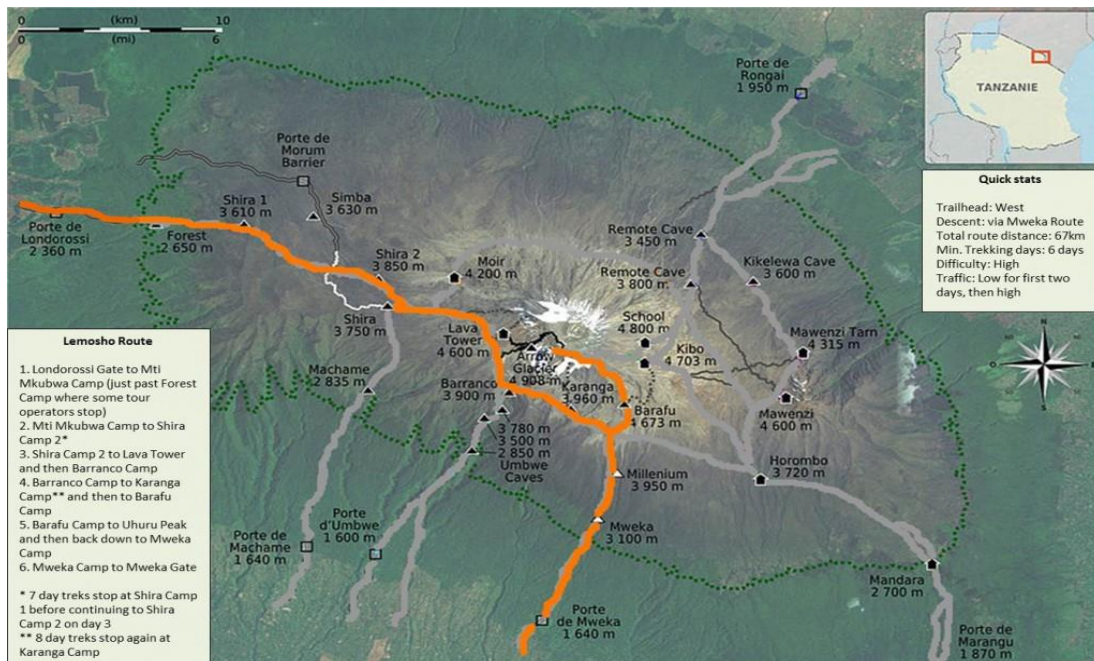 0 (km) 10
0 (mi) 6
Porte de
Rongai
1 950 m
TANZANIE
Porte de
Morum
Barrier
Quick stats
Trailhead: West
Descent: via Mweka Route
Total route distance: 67km
Min. Trekking days: 6 days
Difficulty: High
Traffic: Low for first two
days, then high
Shira 1
3 610 m
Simba
3 630 m
Porte de
Londorossi
2 360 m
Forest
2 650 m
Remote Cave
3 450 m
Shira 2
3 850 m
Moir
4 200 m
Remote Cave
3 800 m
Kikelewa Cave
3 600 m
Shira
3 750 m
Lava
Tower
4 600 m
School
4 800 m
Kibo
4 703 m
Mawenzi Tarn
4 315 m
N
S
Arrow
Glacier
4 908 m
Machame
2 835 m
Barranco
3 900 m
Karanga
3 960 m
Barafu
4 673 m
Mawenzi
4 600 m
3 780 m
3 500 m
2 850 m
Umbwe
Caves
Millenium
3 950 m
Horombo
3 720 m
Lemosho Route
1. Londorossi Gate to Mti
Mkubwa Camp (just past Forest
Camp where some tour
operators stop)
2. Mti Mkubwa Camp to Shira
Camp 2*
3. Shira Camp 2 to Lava Tower
and then Barranco Camp
4. Barranco Camp to Karanga
Camp** and then to Barafu
Camp
5. Barafu Camp to Uhuru Peak
and then back down to Mweka
Camp
6. Mweka Camp to Mweka Gate
* 7 day treks stop at Shira Camp
1 before continuing to Shira
Camp 2 on day 3
** 8 day treks stop again at
Karanga Camp
Porte de
Machame
1 640 m
Porte
d'Umbwe
1 600 m
Mweka
3 100 m
Mandara
2 700 m
Porte
de Mweka
1 640 m
Porte de
Marangu
1 870 m